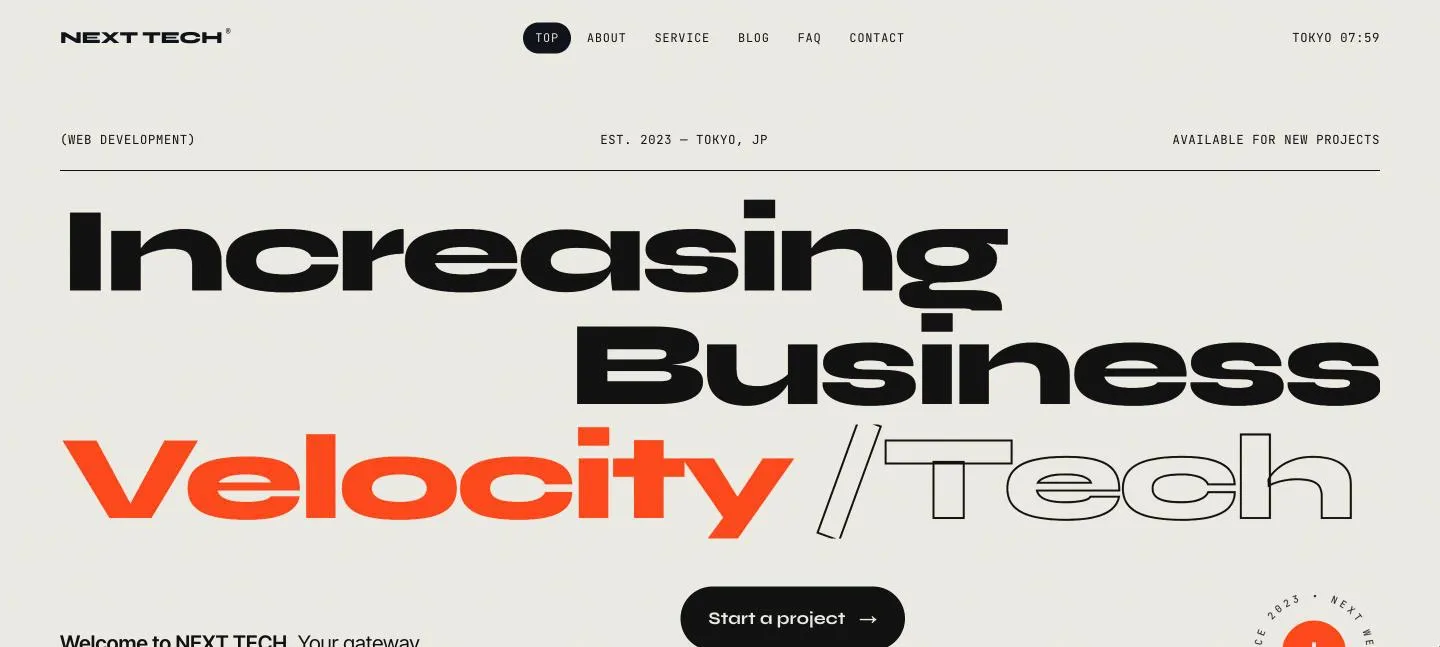 NEXT TECH®
TOP ABOUT SERVICE BLOG FAQ CONTACT
TOKYO 07:59
(WEB DEVELOPMENT)
EST. 2023 — TOKYO, JP
AVAILABLE FOR NEW PROJECTS
Increasing
Business
Velocity /Tech
Start a project →
Welcome to NEXT TECH. Your gateway
2023 • NEXT